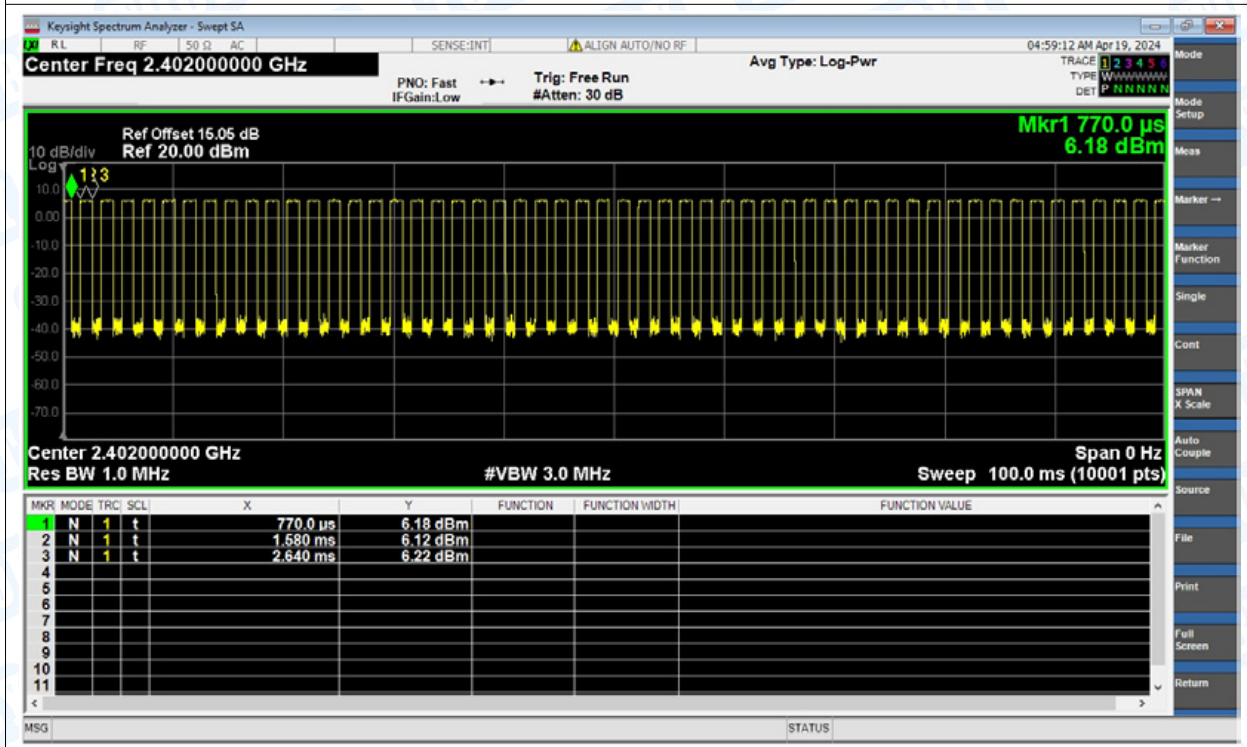 Keysight Spectrum Analyzer - Swept SA
RL RF 50 Ω AC SENSE:INT ALIGN AUTO/NO RF 04:59:12 AM Apr 19, 2024
Center Freq 2.402000000 GHz
PNO: Fast
IFGain:Low
Trig: Free Run
#Atten: 30 dB
Avg Type: Log-Pwr
TRACE 1 2 3 4 5 6
TYPE WWWWWW
DET P N N N N N
Ref Offset 15.05 dB
10 dB/div Ref 20.00 dBm
Log
Mkr1 770.0 µs
6.18 dBm
1 2 3
10.0
0.00
-10.0
-20.0
-30.0
-40.0
-50.0
-60.0
-70.0
Center 2.402000000 GHz Span 0 Hz
Res BW 1.0 MHz #VBW 3.0 MHz Sweep 100.0 ms (10001 pts)
MKR MODE TRC SCL X Y FUNCTION FUNCTION WIDTH FUNCTION VALUE
1 N 1 t 770.0 µs 6.18 dBm
2 N 1 t 1.580 ms 6.12 dBm
3 N 1 t 2.640 ms 6.22 dBm
4
5
6
7
8
9
10
11
MSG STATUS
Mode
Mode Setup
Meas
Marker →
Marker Function
Single
Cont
SPAN X Scale
Auto Couple
Source
File
Print
Full Screen
Return